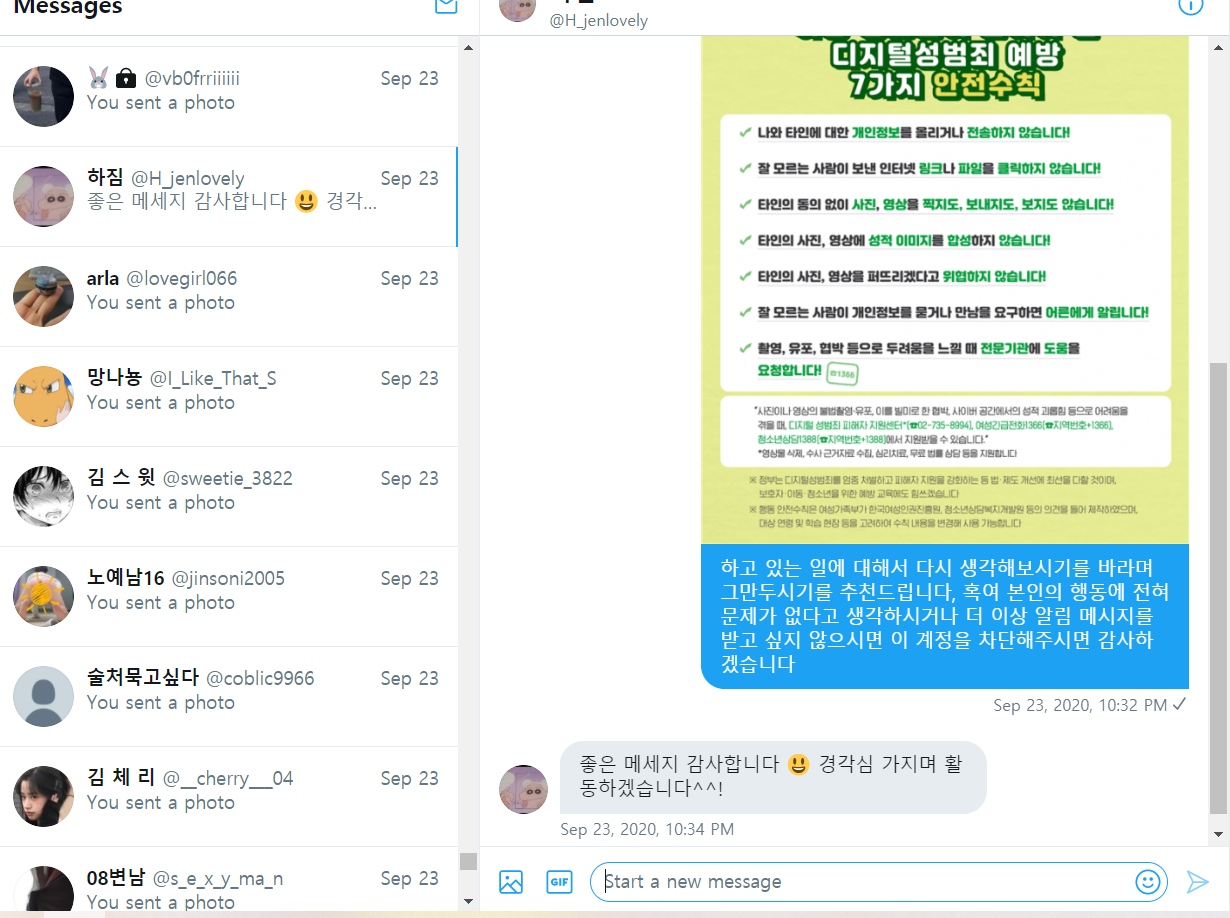 Messages
@vb0frriiiiii
Sep 23
You sent a photo
하짐 @H_jenlovely
Sep 23
좋은 메세지 감사합니다 😃 경각...
arla @lovegirl066
Sep 23
You sent a photo
망나뇽 @I_Like_That_S
Sep 23
You sent a photo
김 스 윗 @sweetie_3822
Sep 23
You sent a photo
노예남16 @jinsoni2005
Sep 23
You sent a photo
술처묵고싶다 @coblic9966
Sep 23
You sent a photo
김 체 리 @__cherry___04
Sep 23
You sent a photo
08변남 @s_e_x_y_ma_n
Sep 23
You sent a photo
@H_jenlovely
디지털성범죄 예방
7가지 안전수칙
나와 타인에 대한 개인정보를 올리거나 전송하지 않습니다!
잘 모르는 사람이 보낸 인터넷 링크나 파일을 클릭하지 않습니다!
타인의 동의 없이 사진, 영상을 찍지도, 보내지도, 보지도 않습니다!
타인의 사진, 영상에 성적 이미지를 합성하지 않습니다!
타인의 사진, 영상을 퍼뜨리겠다고 위협하지 않습니다!
잘 모르는 사람이 개인정보를 묻거나 만남을 요구하면 어른에게 알립니다!
촬영, 유포, 협박 등으로 두려움을 느낄 때 전문기관에 도움을
요청합니다! ☎1366
"사진이나 영상의 불법촬영·유포, 이를 빌미로 한 협박, 사이버 공간에서의 성적 괴롭힘 등으로 어려움을
겪을 때, 디지털 성범죄 피해자 지원센터*(☎02-735-8994), 여성긴급전화1366(☎지역번호+1366),
청소년상담1388(☎지역번호+1388)에서 지원받을 수 있습니다."
*영상물 삭제, 수사 근거자료 수집, 심리치료, 무료 법률 상담 등을 지원합니다
※ 정부는 디지털성범죄를 엄중 처벌하고 피해자 지원을 강화하는 등 법·제도 개선에 최선을 다할 것이며,
보호자·아동·청소년을 위한 예방 교육에도 힘쓰겠습니다
※ 행동 안전수칙은 여성가족부가 한국여성인권진흥원, 청소년상담복지개발원 등의 의견을 들어 제작하였으며,
대상 연령 및 학습 현장 등을 고려하여 수칙 내용을 변경해 사용 가능합니다
하고 있는 일에 대해서 다시 생각해보시기를 바라며
그만두시기를 추천드립니다, 혹여 본인의 행동에 전혀
문제가 없다고 생각하시거나 더 이상 알림 메시지를
받고 싶지 않으시면 이 계정을 차단해주시면 감사하
겠습니다
Sep 23, 2020, 10:32 PM
좋은 메세지 감사합니다 😃 경각심 가지며 활
동하겠습니다^^!
Sep 23, 2020, 10:34 PM
GIF
Start a new message